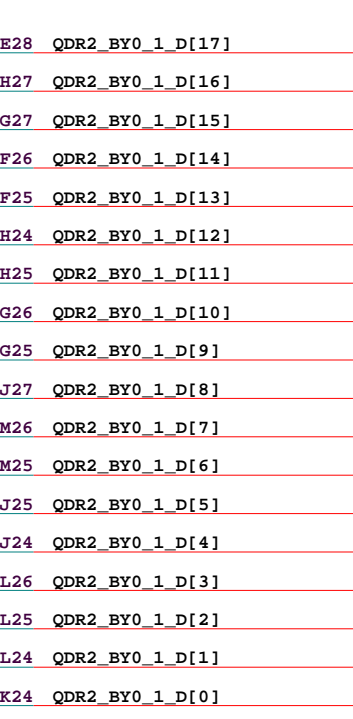 E28 QDR2_BY0_1_D[17]
H27 QDR2_BY0_1_D[16]
G27 QDR2_BY0_1_D[15]
F26 QDR2_BY0_1_D[14]
F25 QDR2_BY0_1_D[13]
H24 QDR2_BY0_1_D[12]
H25 QDR2_BY0_1_D[11]
G26 QDR2_BY0_1_D[10]
G25 QDR2_BY0_1_D[9]
J27 QDR2_BY0_1_D[8]
M26 QDR2_BY0_1_D[7]
M25 QDR2_BY0_1_D[6]
J25 QDR2_BY0_1_D[5]
J24 QDR2_BY0_1_D[4]
L26 QDR2_BY0_1_D[3]
L25 QDR2_BY0_1_D[2]
L24 QDR2_BY0_1_D[1]
K24 QDR2_BY0_1_D[0]